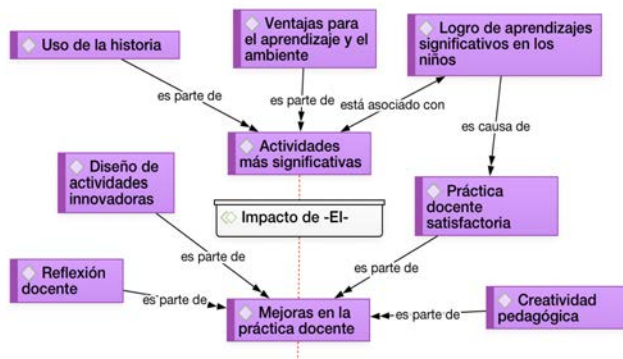 Uso de la historia
Ventajas para
el aprendizaje y el
ambiente
Logro de aprendizajes
significativos en los
niños
es parte de
es parte de
está asociado con
es causa de
Actividades
más significativas
Diseño de
actividades
innovadoras
Práctica
docente
satisfactoria
Impacto de -EI-
es parte de
es parte de
Reflexión
docente
es parte de
Mejoras en la
práctica docente
es parte de
Creatividad
pedagógica